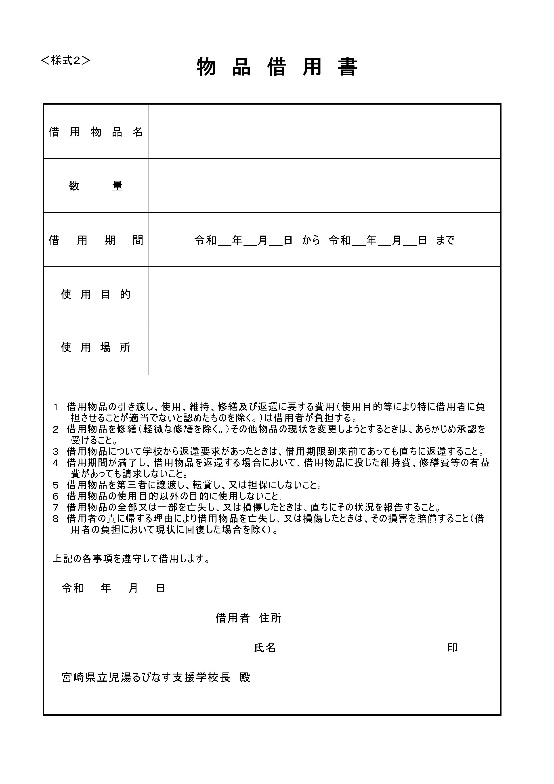 ＜様式２＞
物品借用書
借用物品名
数量
借用期間 令和__年__月__日 から 令和__年__月__日 まで
使用目的
使用場所
１ 借用物品の引き渡し、使用、維持、修繕及び返還に要する費用（使用目的等により特に借用者に負
担させることが適当でないと認めたものを除く。）は借用者が負担する。
２ 借用物品を修繕（軽微な修繕を除く。）その他物品の現状を変更しようとするときは、あらかじめ承認を
受けること。
３ 借用物品について学校から返還要求があったときは、借用期限到来前であっても直ちに返還すること。
４ 借用期間が満了し、借用物品を返還する場合において、借用物品に投じた維持費、修繕費等の有益
費があっても請求しないこと。
５ 借用物品を第三者に譲渡し、転貸し、又は担保にしないこと。
６ 借用物品の使用目的以外の目的に使用しないこと。
７ 借用物品の全部又は一部を亡失し、又は損傷したときは、直ちにその状況を報告すること。
８ 借用者の責に帰する理由により借用物品を亡失し、又は損傷したときは、その損害を賠償すること（借
用者の負担において現状に回復した場合を除く）。
上記の各事項を遵守して借用します。
令和 年 月 日
借用者 住所
氏名 印
宮崎県立児湯るぴなす支援学校長 殿